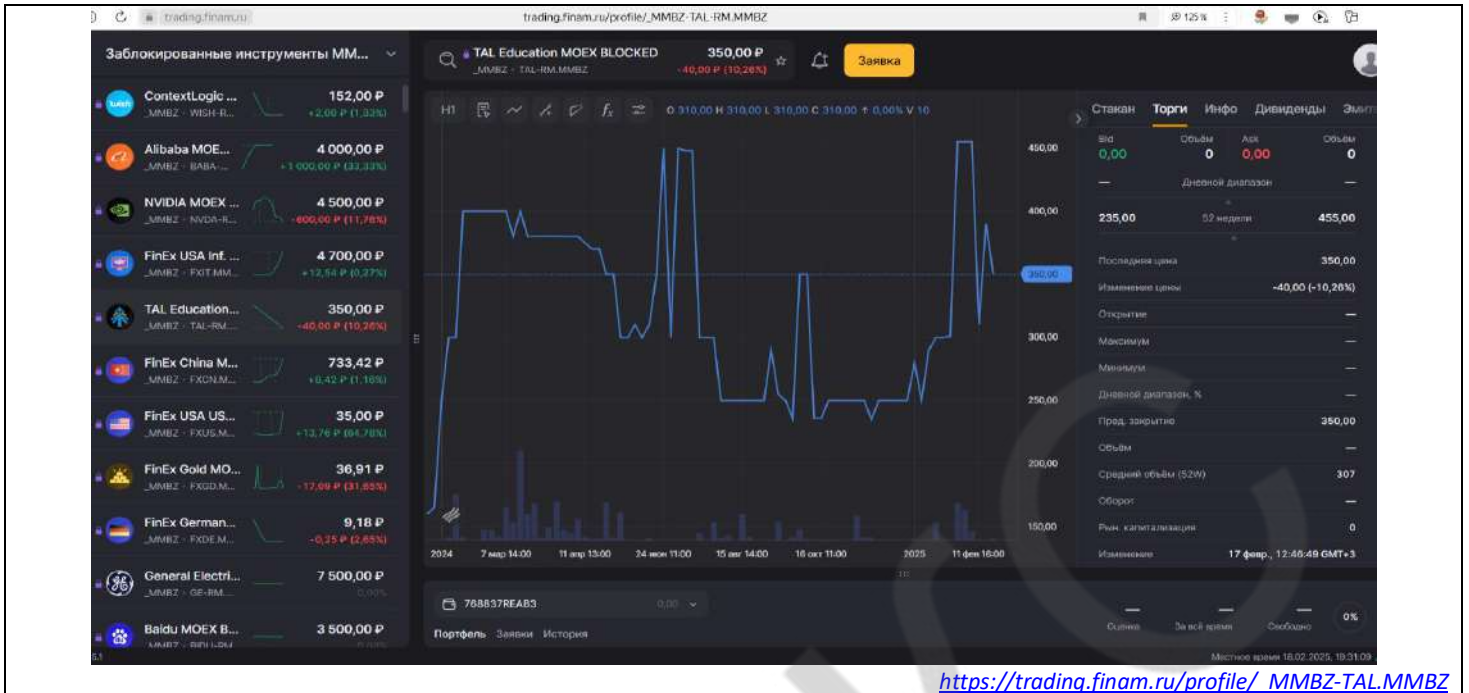 trading.finam.ru
trading.finam.ru/profile/_MMBZ-TAL-RM.MMBZ
125 %
Заблокированные инструменты MM...
TAL Education MOEX BLOCKED
350,00 ₽
_MMBZ - TAL-RM.MMBZ
-40,00 ₽ (10,26%)
Заявка
ContextLogic ...
152,00 ₽
_MMBZ - WISH-R...
+2,00 ₽ (1,33%)
Alibaba MOE...
4 000,00 ₽
_MMBZ - BABA-...
+1 000,00 ₽ (33,33%)
NVIDIA MOEX ...
4 500,00 ₽
_MMBZ - NVDA-R...
-600,00 ₽ (11,76%)
FinEx USA Inf. ...
4 700,00 ₽
_MMBZ - FXIT.MM...
+12,54 ₽ (0,27%)
TAL Education...
350,00 ₽
_MMBZ - TAL-RM....
-40,00 ₽ (10,26%)
FinEx China M...
733,42 ₽
_MMBZ - FXCN.M...
+8,42 ₽ (1,16%)
FinEx USA US...
35,00 ₽
_MMBZ - FXUS.M...
+13,76 ₽ (64,78%)
FinEx Gold MO...
36,91 ₽
_MMBZ - FXGD.M...
-17,09 ₽ (31,65%)
FinEx German...
9,18 ₽
_MMBZ - FXDE.M...
-0,25 ₽ (2,65%)
General Electri...
7 500,00 ₽
_MMBZ - GE-RM....
0,00%
Baidu MOEX B...
3 500,00 ₽
H1
O 310,00 H 310,00 L 310,00 C 310,00 ↑ 0,00% V 10
450,00
400,00
350,00
300,00
250,00
200,00
150,00
2024 7 мар 14:00 11 апр 13:00 24 июн 11:00 15 авг 14:00 16 окт 11:00 2025 11 фев 16:00
768837REAB3
0,00
Портфель Заявки История
Стакан Торги Инфо Дивиденды
Bid Объём Ask Объём
0,00 0 0,00 0
— Дневной диапазон —
235,00 52 недели 455,00
Последняя цена 350,00
Изменение цены -40,00 (-10,26%)
Открытие —
Максимум —
Минимум —
Дневной диапазон, % —
Пред. закрытие 350,00
Объём —
Средний объём (52W) 307
Оборот —
Рын. капитализация 0
Изменение 17 февр., 12:46:49 GMT+3
— — — 0%
Оценка За всё время Свободно
Местное время 18.02.2025, 19:31:09
https://trading.finam.ru/profile/_MMBZ-TAL.MMBZ